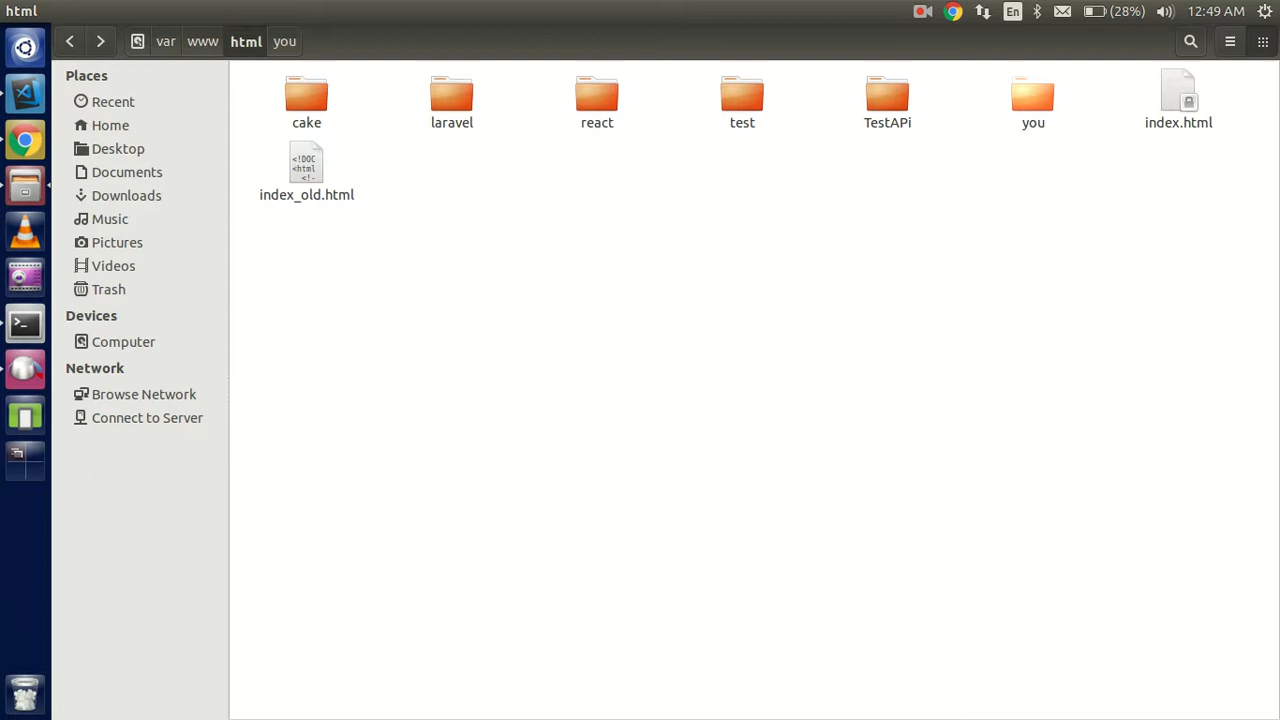 html
En
(28%)
12:49 AM
var
www
html
you
Places
Recent
Home
Desktop
Documents
Downloads
Music
Pictures
Videos
Trash
Devices
Computer
Network
Browse Network
Connect to Server
cake
laravel
react
test
TestAPi
you
index.html
<!DOC
<html
<!-
index_old.html